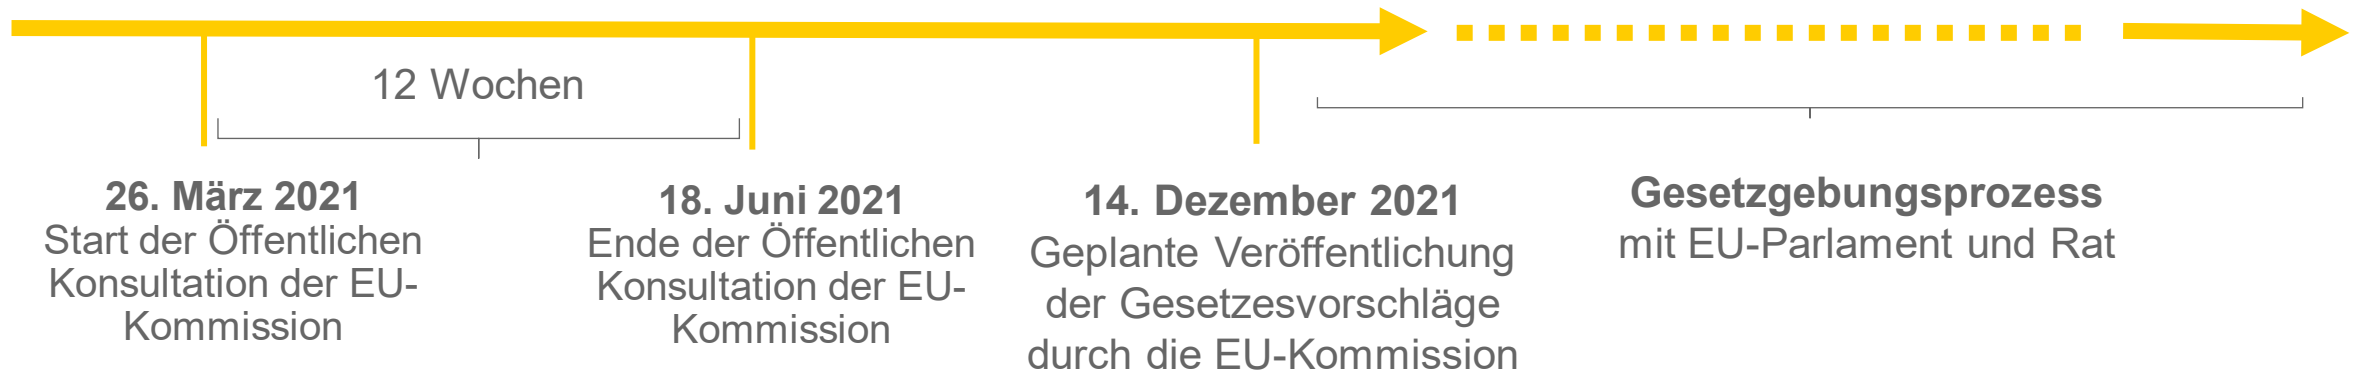 12 Wochen
26. März 2021
Start der Öffentlichen
Konsultation der EU-
Kommission
18. Juni 2021
Ende der Öffentlichen
Konsultation der EU-
Kommission
14. Dezember 2021
Geplante Veröffentlichung
der Gesetzesvorschläge
durch die EU-Kommission
Gesetzgebungsprozess
mit EU-Parlament und Rat